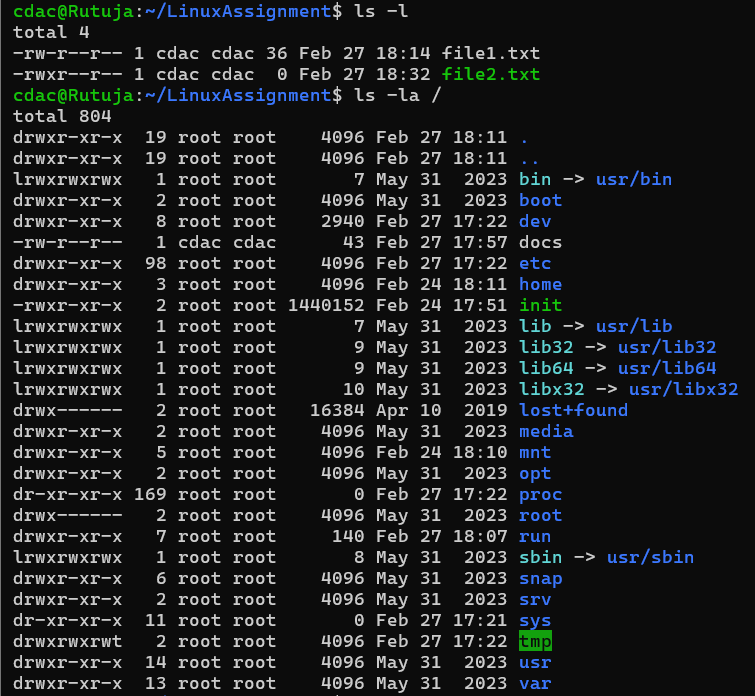 cdac@Rutuja:~/LinuxAssignment$ ls -l
total 4
-rw-r--r-- 1 cdac cdac 36 Feb 27 18:14 file1.txt
-rwxr--r-- 1 cdac cdac  0 Feb 27 18:32 file2.txt
cdac@Rutuja:~/LinuxAssignment$ ls -la /
total 804
drwxr-xr-x  19 root root    4096 Feb 27 18:11 .
drwxr-xr-x  19 root root    4096 Feb 27 18:11 ..
lrwxrwxrwx   1 root root       7 May 31  2023 bin -> usr/bin
drwxr-xr-x   2 root root    4096 May 31  2023 boot
drwxr-xr-x   8 root root    2940 Feb 27 17:22 dev
-rw-r--r--   1 cdac cdac      43 Feb 27 17:57 docs
drwxr-xr-x  98 root root    4096 Feb 27 17:22 etc
drwxr-xr-x   3 root root    4096 Feb 24 18:11 home
-rwxr-xr-x   2 root root 1440152 Feb 24 17:51 init
lrwxrwxrwx   1 root root       7 May 31  2023 lib -> usr/lib
lrwxrwxrwx   1 root root       9 May 31  2023 lib32 -> usr/lib32
lrwxrwxrwx   1 root root       9 May 31  2023 lib64 -> usr/lib64
lrwxrwxrwx   1 root root      10 May 31  2023 libx32 -> usr/libx32
drwx------   2 root root   16384 Apr 10  2019 lost+found
drwxr-xr-x   2 root root    4096 May 31  2023 media
drwxr-xr-x   5 root root    4096 Feb 24 18:10 mnt
drwxr-xr-x   2 root root    4096 May 31  2023 opt
dr-xr-xr-x 169 root root       0 Feb 27 17:22 proc
drwx------   2 root root    4096 May 31  2023 root
drwxr-xr-x   7 root root     140 Feb 27 18:07 run
lrwxrwxrwx   1 root root       8 May 31  2023 sbin -> usr/sbin
drwxr-xr-x   6 root root    4096 May 31  2023 snap
drwxr-xr-x   2 root root    4096 May 31  2023 srv
dr-xr-xr-x  11 root root       0 Feb 27 17:21 sys
drwxrwxrwt   2 root root    4096 Feb 27 17:22 tmp
drwxr-xr-x  14 root root    4096 May 31  2023 usr
drwxr-xr-x  13 root root    4096 May 31  2023 var